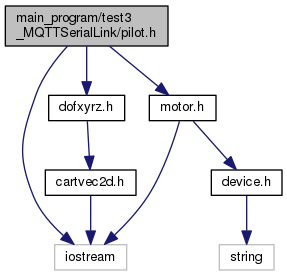 main_program/test3
_MQTTSerialLink/pilot.h
dofxyrz.h
motor.h
cartvec2d.h
device.h
iostream
string